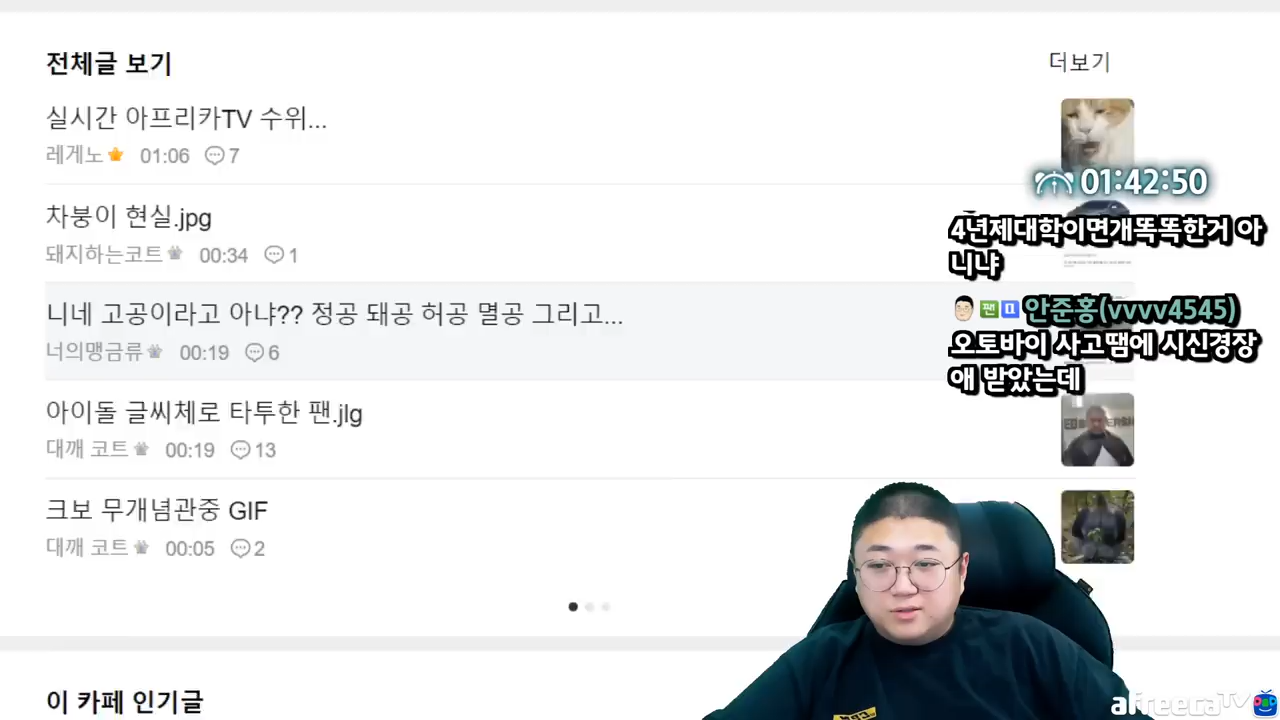 전체글 보기
더보기
실시간 아프리카TV 수위...
레게노 01:06 7
차붕이 현실.jpg
돼지하는코트 00:34 1
니네 고공이라고 아냐?? 정공 돼공 허공 멸공 그리고...
너의맹금류 00:19 6
아이돌 글씨체로 타투한 팬.jlg
대깨 코트 00:19 13
크보 무개념관중 GIF
대깨 코트 00:05 2
이 카페 인기글
01:42:50
4년제대학이면개똑똑한거 아
니냐
팬 안준홍(vvvv4545)
오토바이 사고땜에 시신경장
애 받았는데
afreecaTV